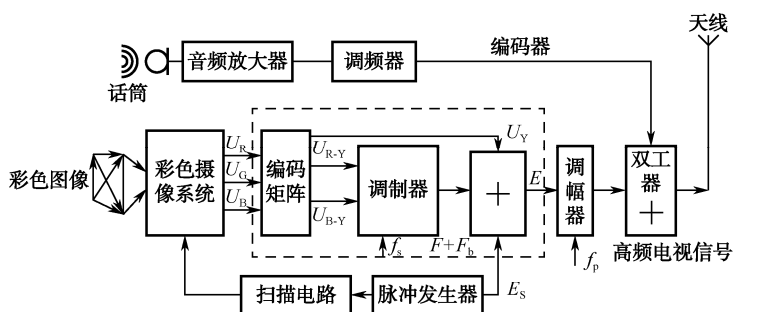 天线
编码器
音频放大器
调频器
话筒
彩色图像
彩色摄
像系统
U_R
U_G
U_B
编码
矩阵
U_R-Y
U_B-Y
U_Y
调制器
f_s
F+F_b
+
E
调
幅
器
f_p
双工
器
+
高频电视信号
扫描电路
脉冲发生器
E_S